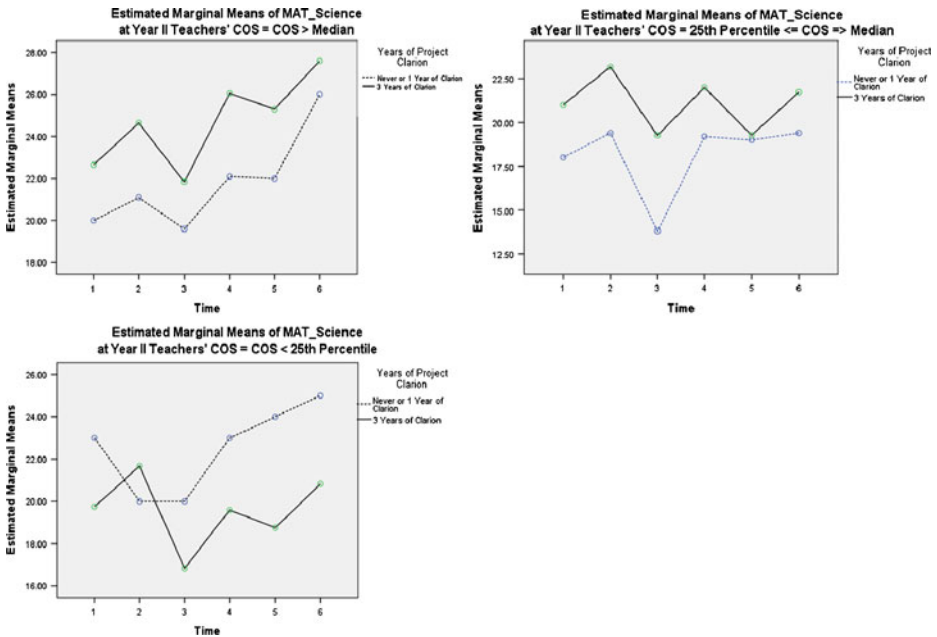 Estimated Marginal Means of MAT_Science
at Year II Teachers' COS = COS > Median
Estimated Marginal Means
28.00
26.00
24.00
22.00
20.00
18.00
1 2 3 4 5 6
Time
Years of Project
Clarion
Never or 1 Year of Clarion
3 Years of Clarion
Estimated Marginal Means of MAT_Science
at Year II Teachers' COS = 25th Percentile <= COS => Median
Estimated Marginal Means
22.50
20.00
17.50
15.00
12.50
1 2 3 4 5 6
Time
Years of Project
Clarion
Never or 1 Year of
Clarion
3 Years of Clarion
Estimated Marginal Means of MAT_Science
at Year II Teachers' COS = COS < 25th Percentile
Estimated Marginal Means
26.00
24.00
22.00
20.00
18.00
16.00
1 2 3 4 5 6
Time
Years of Project
Clarion
Never or 1 Year of
Clarion
3 Years of Clarion